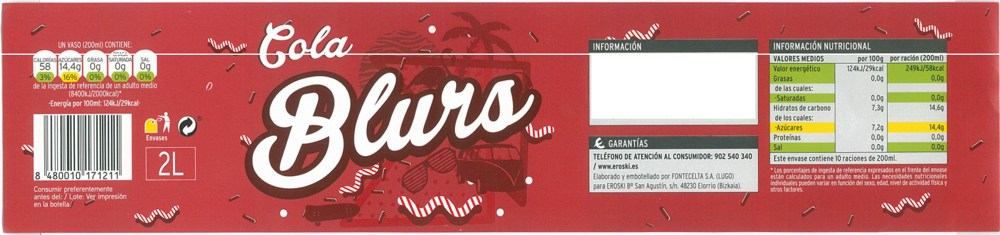 UN VASO (200ml) CONTIENE:
CALORÍAS AZÚCARES GRASA GRASA SATURADA SAL
58 14,4g 0g 0g 0g
3% 16% 0% 0% 0%
de la ingesta de referencia de un adulto medio
(8400kJ/2000kcal)*
·Energía por 100ml: 124kJ/29kcal·
Envases
2L
8 480010 171211
Consumir preferentemente
antes del: / Lote: Ver impresión
en la botella
Cola
Blurs
INFORMACIÓN
GARANTÍAS
TELÉFONO DE ATENCIÓN AL CONSUMIDOR: 902 540 340
/ www.eroski.es
Elaborado y embotellado por FONTECELTA S.A. (LUGO)
para EROSKI Bº San Agustín, s/n. 48230 Elorrio (Bizkaia).
INFORMACIÓN NUTRICIONAL
VALORES MEDIOS por 100g por ración (200ml)
Valor energético 124kJ/29kcal 249kJ/58kcal
Grasas 0,0g 0,0g
de las cuales:
·Saturadas 0,0g 0,0g
Hidratos de carbono 7,3g 14,6g
de los cuales:
·Azúcares 7,2g 14,4g
Proteínas 0,0g 0,0g
Sal 0,0g 0,0g
Este envase contiene 10 raciones de 200ml.
* Los porcentajes de ingesta de referencia expresados en el frente del envase
están calculados para un adulto medio. Las necesidades nutricionales
individuales pueden variar en función del sexo, edad, nivel de actividad física y
otros factores.